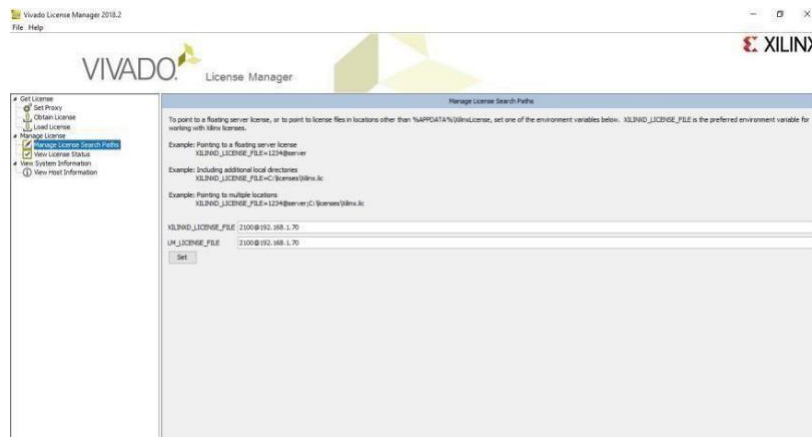 Vivado License Manager 2018.2
File Help
VIVADO. License Manager
XILINX
Get License
Set Proxy
Obtain License
Load License
Manage License
Manage License Search Paths
View License Status
View System Information
View Host Information
Manage License Search Paths
To point to a floating server license, or to point to license files in locations other than %APPDATA%\XilinxLicense, set one of the environment variables below. XILINXD_LICENSE_FILE is the preferred environment variable for
working with Xilinx licenses.
Example: Pointing to a floating server license
XILINXD_LICENSE_FILE=1234@server
Example: Including additional local directories
XILINXD_LICENSE_FILE=C:\licenses\Xilinx.lic
Example: Pointing to multiple locations
XILINXD_LICENSE_FILE=1234@server;C:\licenses\Xilinx.lic
XILINXD_LICENSE_FILE 2100@192.168.1.70
LM_LICENSE_FILE 2100@192.168.1.70
Set